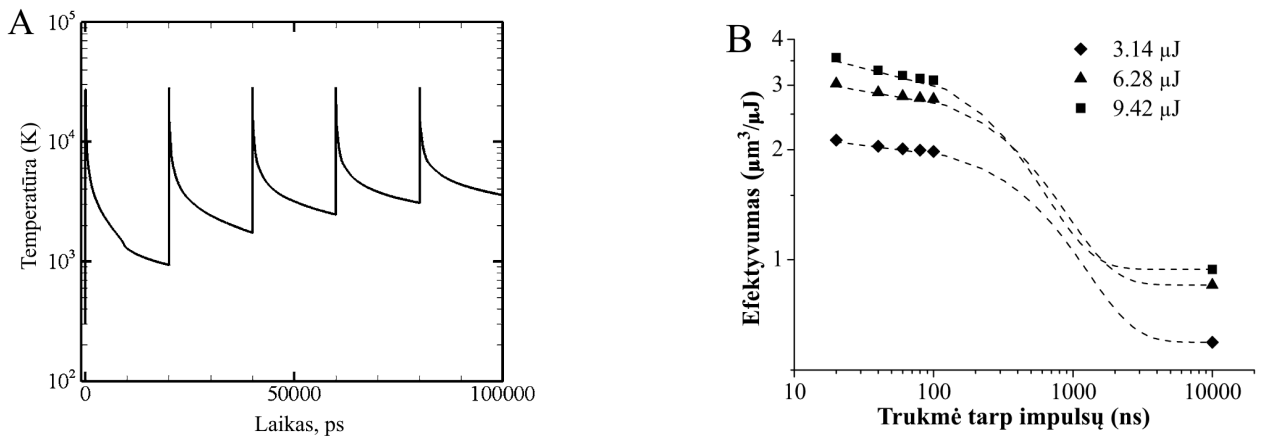 A
Temperatūra (K)
10⁵
10⁴
10³
10²
0
50000
100000
Laikas, ps
B
Efektyvumas (µm³/µJ)
4
3
2
1
3.14 µJ
6.28 µJ
9.42 µJ
10
100
1000
10000
Trukmė tarp impulsų (ns)